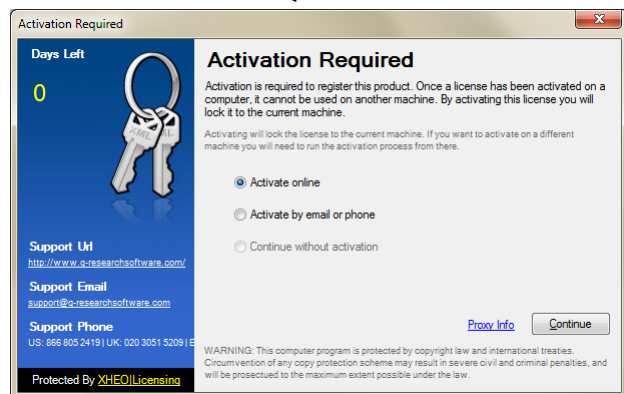 Activation Required
Days Left
0
XML
Support Url
http://www.q-researchsoftware.com/
Support Email
support@q-researchsoftware.com
Support Phone
US: 866 805 2419 | UK: 020 3051 5209 | E
Protected By XHEO|Licensing
Activation Required
Activation is required to register this product. Once a license has been activated on a
computer, it cannot be used on another machine. By activating this license you will
lock it to the current machine.
Activating will lock the license to the current machine. If you want to activate on a different
machine you will need to run the activation process from there.
Activate online
Activate by email or phone
Continue without activation
Proxy Info
Continue
WARNING: This computer program is protected by copyright law and international treaties.
Circumvention of any copy protection scheme may result in severe civil and criminal penalties, and
will be prosectued to the maximum extent possible under the law.